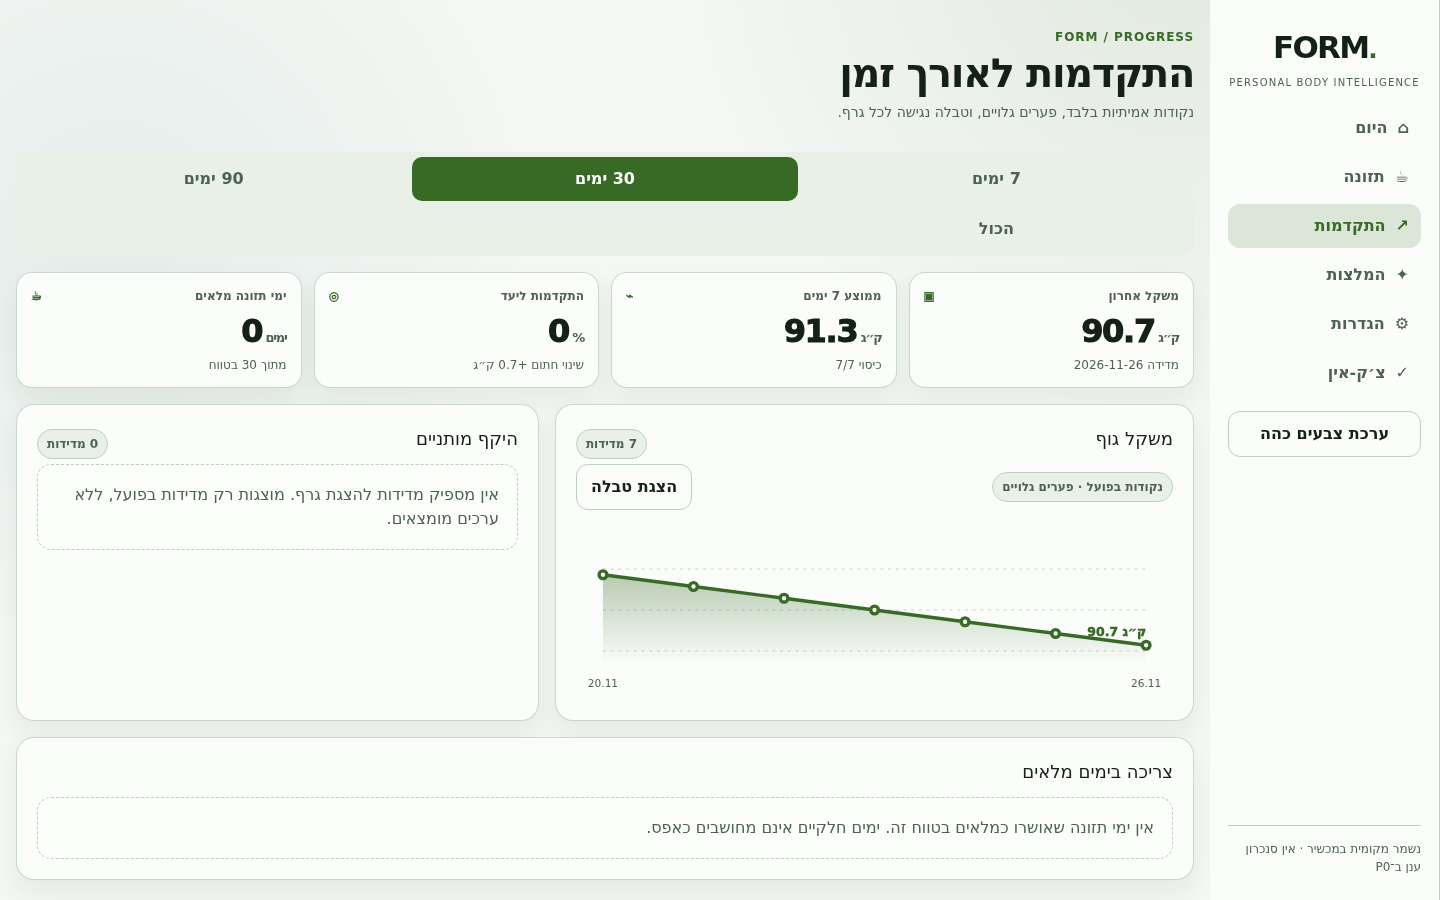 FORM.
PERSONAL BODY INTELLIGENCE
היום
תזונה
התקדמות
המלצות
הגדרות
צ׳ק-אין
ערכת צבעים כהה
נשמר מקומית במכשיר · אין סנכרון
ענן ב־P0
FORM / PROGRESS
התקדמות לאורך זמן
נקודות אמיתיות בלבד, פערים גלויים, וטבלה נגישה לכל גרף.
7 ימים
30 ימים
90 ימים
הכול
משקל אחרון
90.7 ק״ג
מדידה 2026-11-26
ממוצע 7 ימים
91.3 ק״ג
כיסוי 7/7
התקדמות ליעד
0 %
שינוי חתום +0.7 ק״ג
ימי תזונה מלאים
0 ימים
מתוך 30 בטווח
משקל גוף
7 מדידות
נקודות בפועל · פערים גלויים
הצגת טבלה
90.7 ק״ג
20.11
26.11
היקף מותניים
0 מדידות
אין מספיק מדידות להצגת גרף. מוצגות רק מדידות בפועל, ללא
ערכים מומצאים.
צריכה בימים מלאים
אין ימי תזונה שאושרו כמלאים בטווח זה. ימים חלקיים אינם מחושבים כאפס.